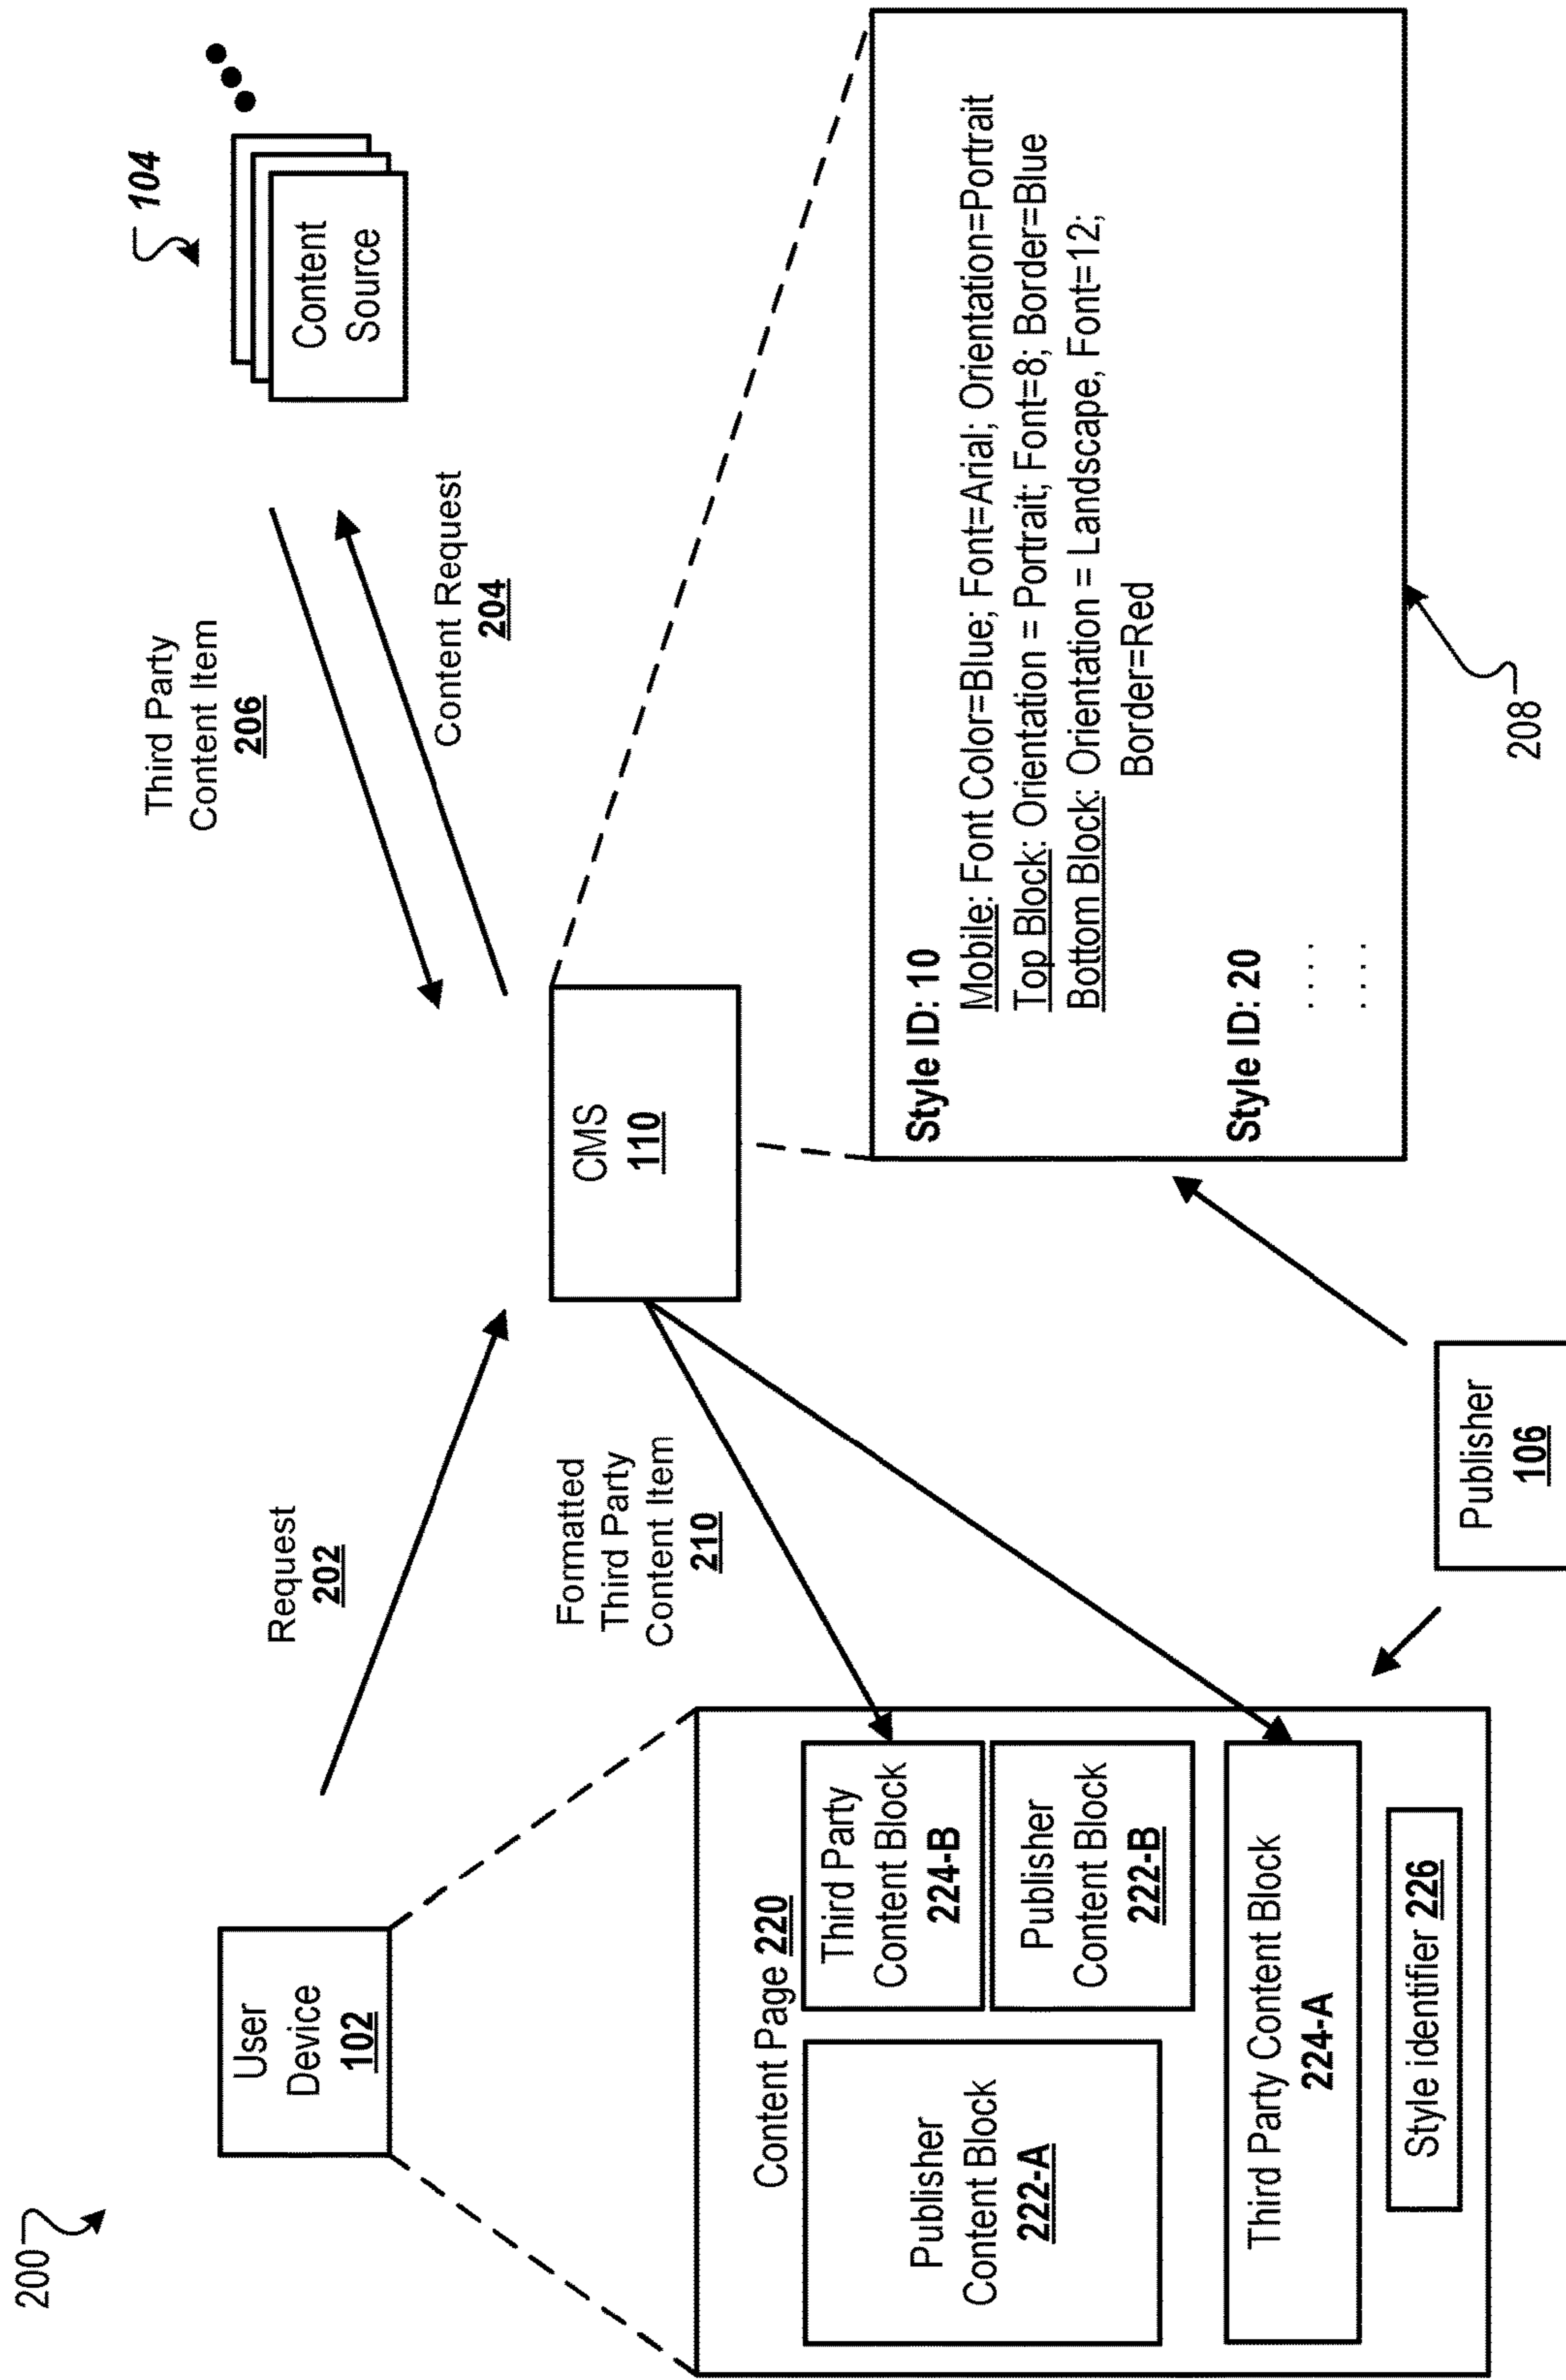 200
User
Device
102
Request
202
Third Party
Content Item
206
104
Content
Source
Content Request
204
CMS
110
Formatted
Third Party
Content Item
210
Content Page 220
Publisher
Content Block
222-A
Third Party
Content Block
224-B
Publisher
Content Block
222-B
Third Party Content Block
224-A
Style identifier 226
Publisher
106
Style ID: 10
Mobile: Font Color=Blue; Font=Arial; Orientation=Portrait
Top Block: Orientation = Portrait; Font=8; Border=Blue
Bottom Block: Orientation = Landscape, Font=12;
Border=Red
Style ID: 20
. . . .
. . . .
208